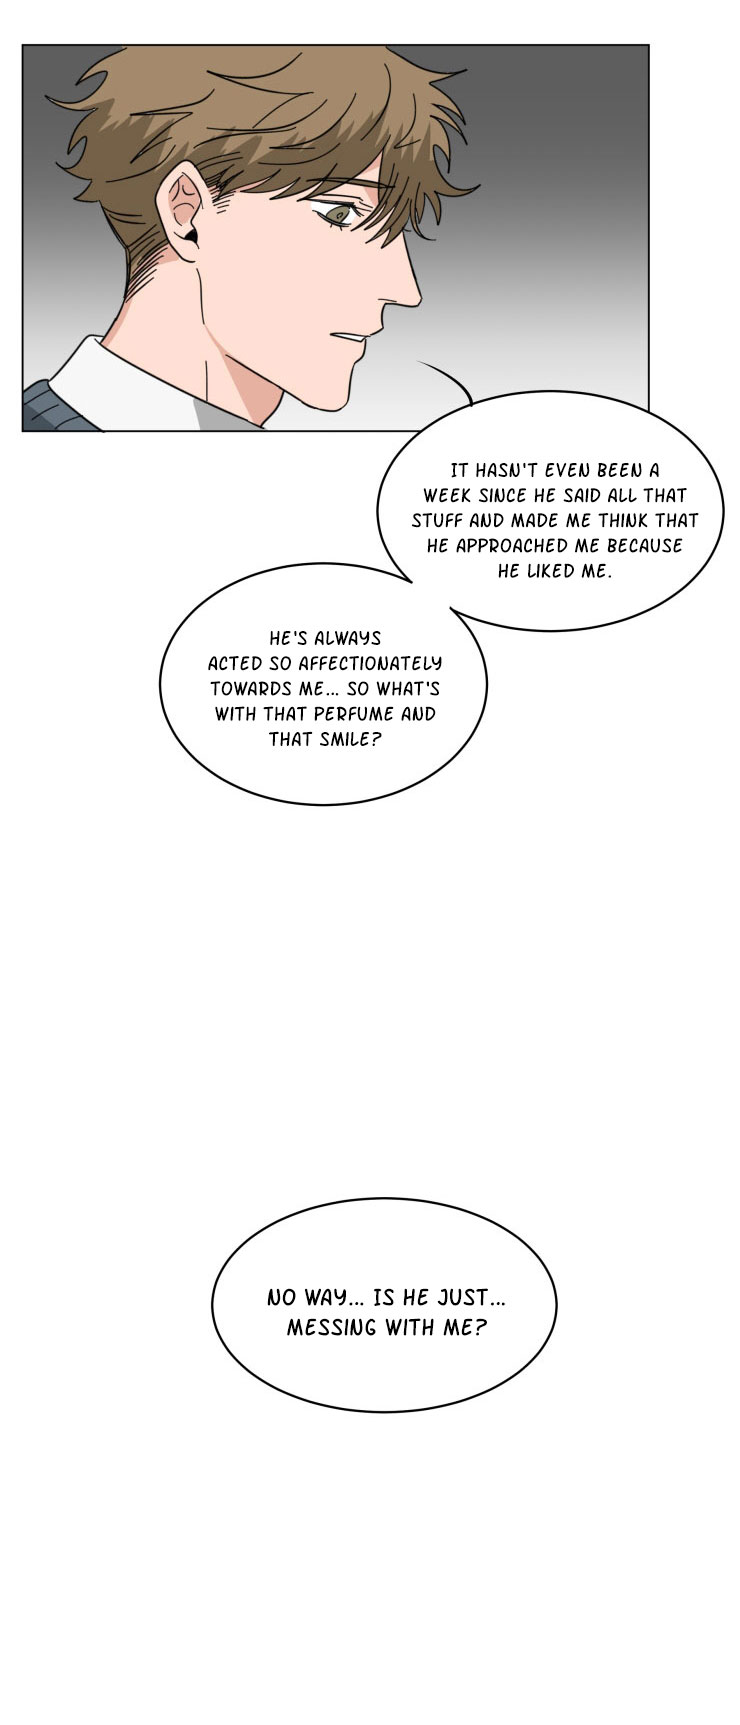 IT HASN'T EVEN BEEN A
WEEK SINCE HE SAID ALL THAT
STUFF AND MADE ME THINK THAT
HE APPROACHED ME BECAUSE
HE LIKED ME.
HE'S ALWAYS
ACTED SO AFFECTIONATELY
TOWARDS ME... SO WHAT'S
WITH THAT PERFUME AND
THAT SMILE?
NO WAY... IS HE JUST...
MESSING WITH ME?